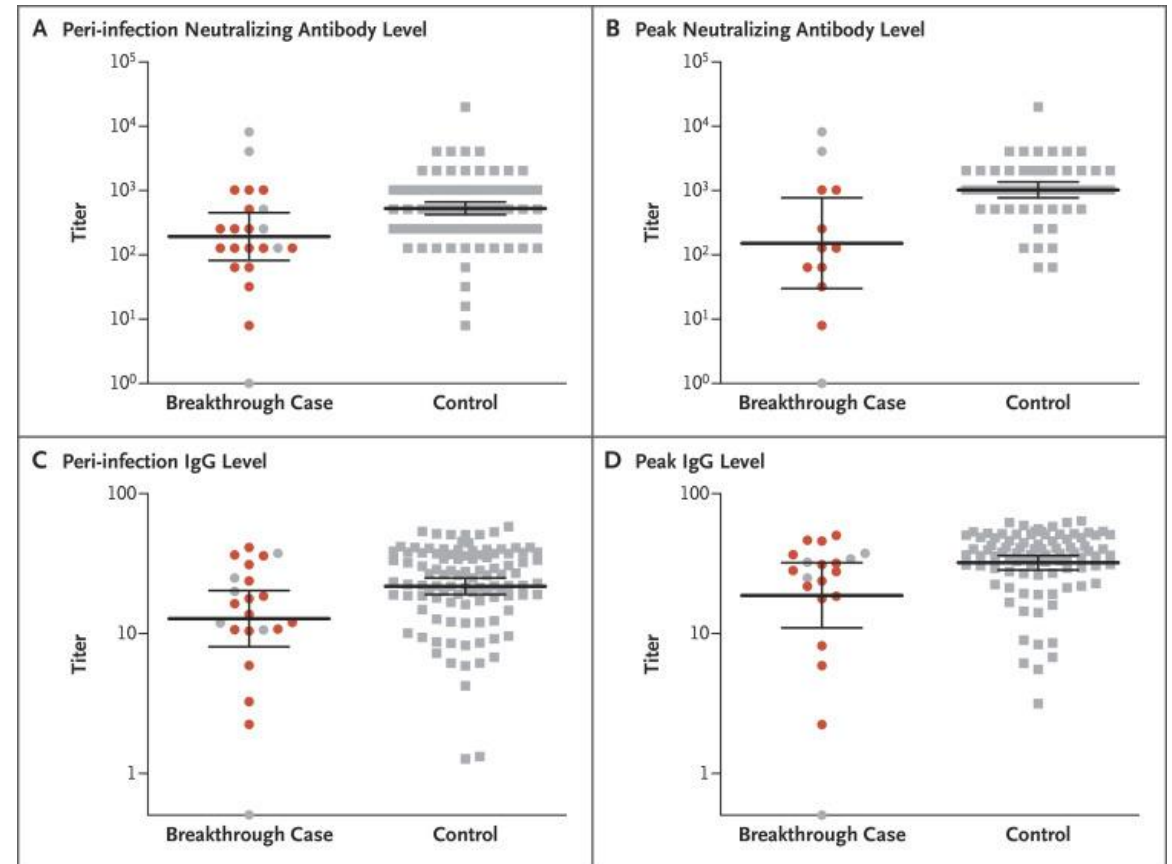 A Peri-infection Neutralizing Antibody Level
10⁵
10⁴
10³
10²
10¹
10⁰
Titer
Breakthrough Case Control
B Peak Neutralizing Antibody Level
10⁵
10⁴
10³
10²
10¹
10⁰
Titer
Breakthrough Case Control
C Peri-infection IgG Level
100
10
1
Titer
Breakthrough Case Control
D Peak IgG Level
100
10
1
Titer
Breakthrough Case Control